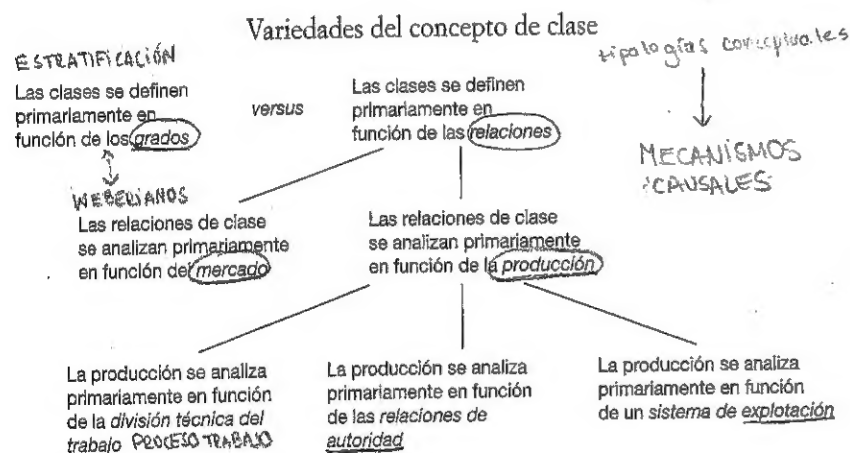 Variedades del concepto de clase
ESTRATIFICACIÓN
Las clases se definen
primariamente en
función de los grados
versus
Las clases se definen
primariamente en
función de las relaciones
tipologías conceptuales
MECANISMOS
CAUSALES
WEBERIANOS
Las relaciones de clase
se analizan primariamente
en función del mercado
Las relaciones de clase
se analizan primariamente
en función de la producción
La producción se analiza
primariamente en función
de la división técnica del
trabajo PROCESO TRABAJO
La producción se analiza
primariamente en función
de las relaciones de
autoridad
La producción se analiza
primariamente en función
de un sistema de explotación